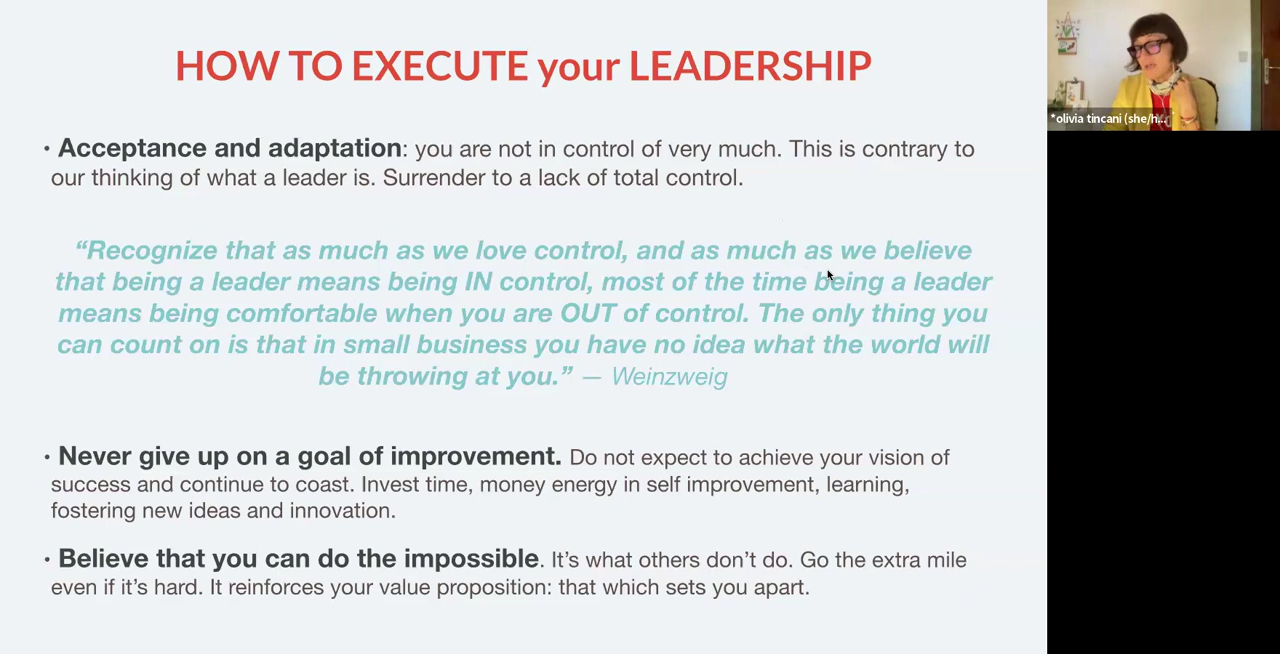 HOW TO EXECUTE your LEADERSHIP
*olivia tincani (she/h...
• Acceptance and adaptation: you are not in control of very much. This is contrary to
our thinking of what a leader is. Surrender to a lack of total control.
“Recognize that as much as we love control, and as much as we believe
that being a leader means being IN control, most of the time being a leader
means being comfortable when you are OUT of control. The only thing you
can count on is that in small business you have no idea what the world will
be throwing at you.” — Weinzweig
• Never give up on a goal of improvement. Do not expect to achieve your vision of
success and continue to coast. Invest time, money energy in self improvement, learning,
fostering new ideas and innovation.
• Believe that you can do the impossible. It’s what others don’t do. Go the extra mile
even if it’s hard. It reinforces your value proposition: that which sets you apart.